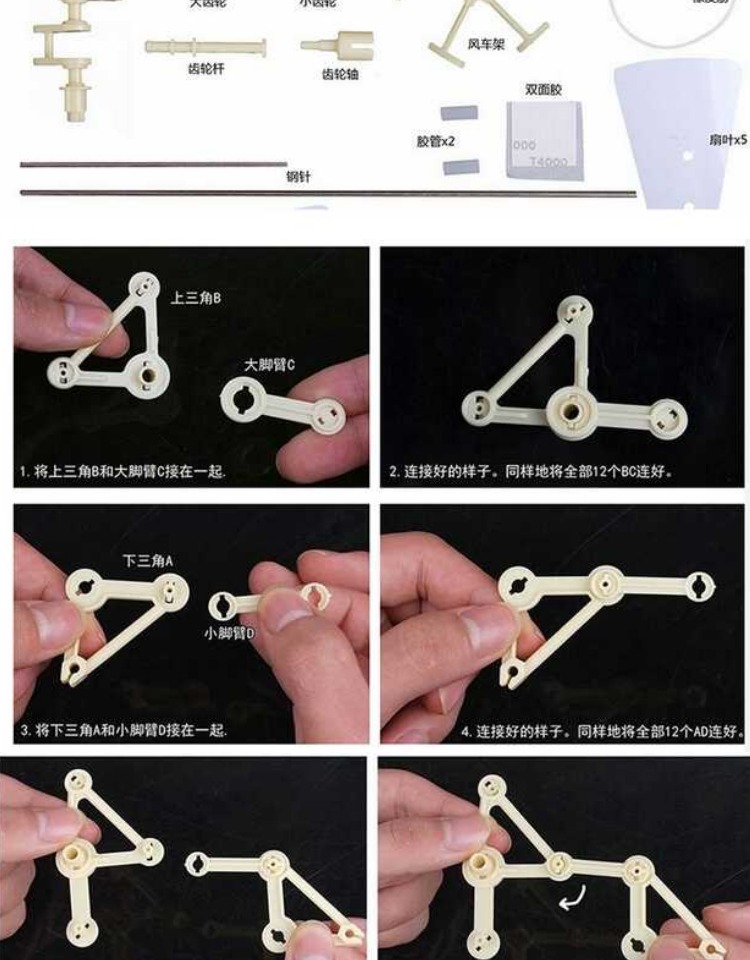 大齿轮
小齿轮
齿轮杆
齿轮轴
风车架
双面胶
胶管x2
000
T4000
扇叶x5
钢针
上三角B
大脚臂C
1.将上三角B和大脚臂C接在一起.
2.连接好的样子。同样地将全部12个BC连好。
下三角A
小脚臂D
3.将下三角A和小脚臂D接在一起.
4.连接好的样子。同样地将全部12个AD连好。